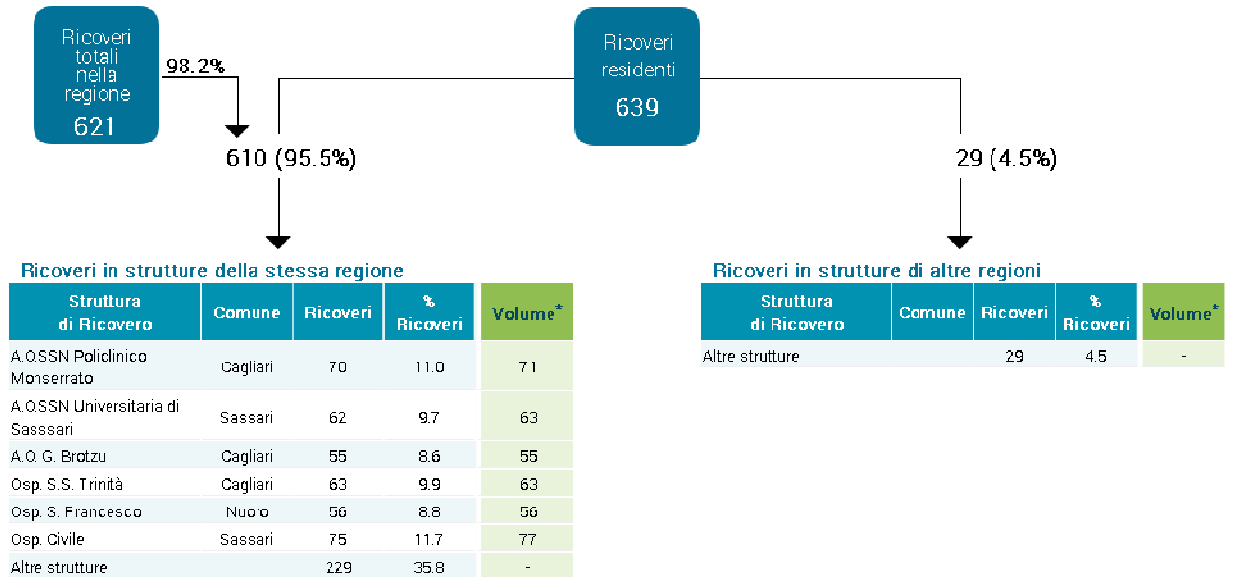 Ricoveri
totali
nella
regione
621
98.2%
Ricoveri
residenti
639
610 (95.5%)
29 (4.5%)
Ricoveri in strutture della stessa regione
Struttura di Ricovero Comune Ricoveri % Ricoveri Volume*
A.O.SSN Policlinico Monserrato Cagliari 70 11.0 71
A.O.SSN Universitaria di Sasssari Sassari 62 9.7 63
A.O. G. Brotzu Cagliari 55 8.6 55
Osp. S.S. Trinità Cagliari 63 9.9 63
Osp. S. Francesco Nuoro 56 8.8 56
Osp. Civile Sassari 75 11.7 77
Altre strutture 229 35.8 -
Ricoveri in strutture di altre regioni
Struttura di Ricovero Comune Ricoveri % Ricoveri Volume*
Altre strutture 29 4.5 -